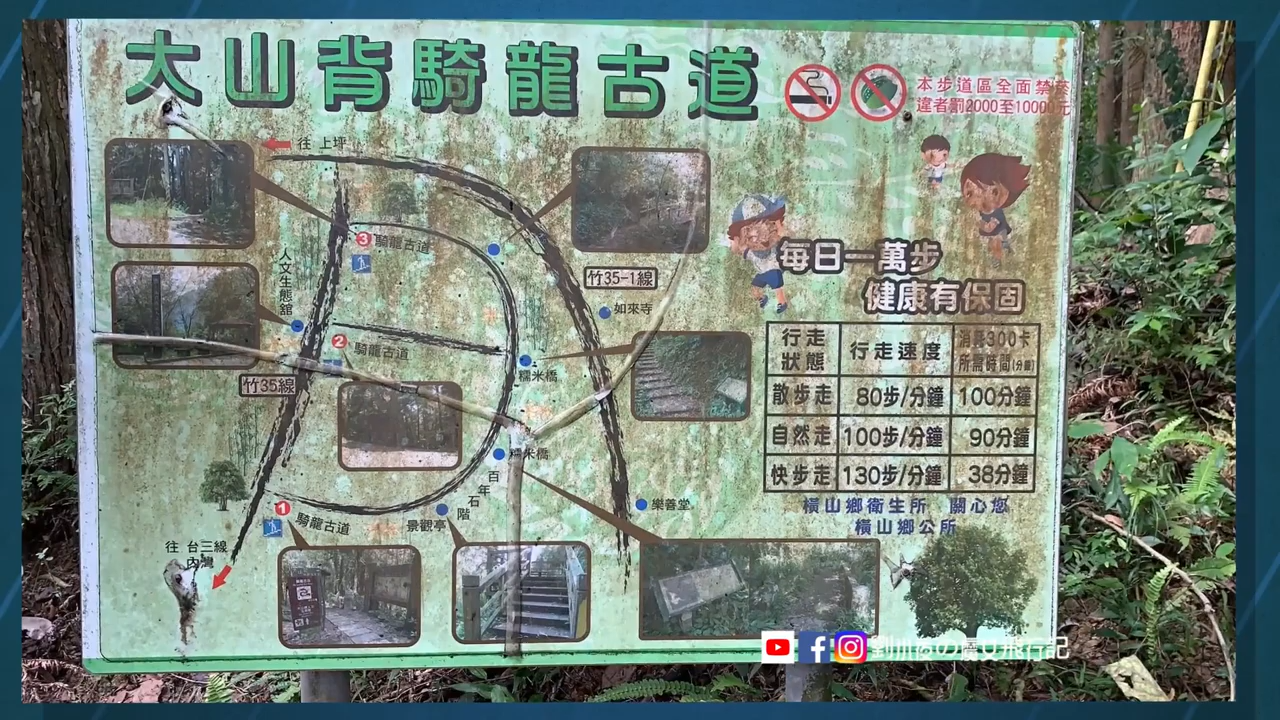 大山背騎龍古道
本步道區全面禁菸
違者罰2000至10000元
往 上坪
3 騎龍古道
人文生態館
竹35-1線
如來寺
2 騎龍古道
竹35線
糯米橋
糯米橋
百年石階
景觀亭
樂善堂
1 騎龍古道
往 台三線
內灣
每日一萬步
健康有保固
行走狀態 行走速度 消耗300卡所需時間(分鐘)
散步走 80步/分鐘 100分鐘
自然走 100步/分鐘 90分鐘
快步走 130步/分鐘 38分鐘
橫山鄉衛生所 關心您
橫山鄉公所